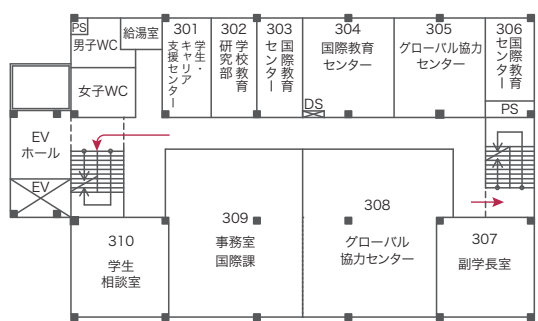 PS
男子WC
給湯室
女子WC
301
学生・
キャリア
支援センター
302
学校教育
研究部
303
国際教育
センター
304
国際教育
センター
305
グローバル協力
センター
306
国際教育
センター
PS
DS
EV
ホール
EV
310
学生
相談室
309
事務室
国際課
308
グローバル
協力センター
307
副学長室